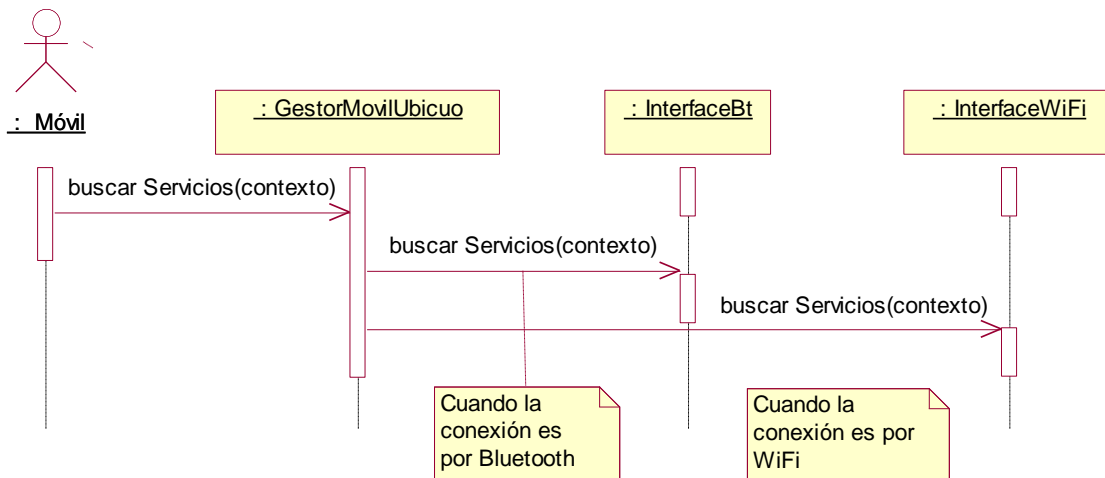 : Móvil
: GestorMovilUbicuo
: InterfaceBt
: InterfaceWiFi
buscar Servicios(contexto)
buscar Servicios(contexto)
buscar Servicios(contexto)
Cuando la
conexión es
por Bluetooth
Cuando la
conexión es por
WiFi